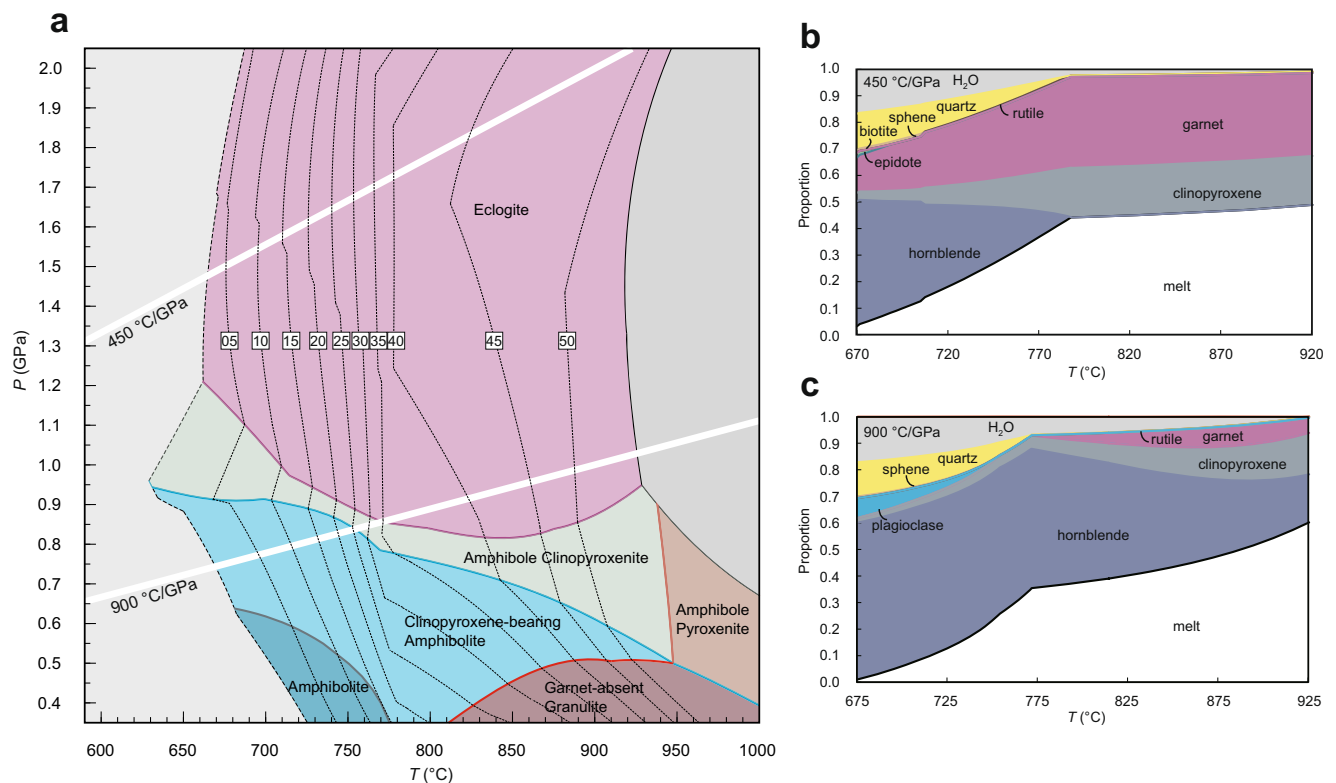 a
P (GPa)
2.0
1.9
1.8
1.7
1.6
1.5
1.4
1.3
1.2
1.1
1.0
0.9
0.8
0.7
0.6
0.5
0.4
Eclogite
450 °C/GPa
05 10 15 20 25 30 35 40 45 50
900 °C/GPa
Amphibole Clinopyroxenite
Clinopyroxene-bearing
Amphibolite
Amphibole
Pyroxenite
Amphibolite
Garnet-absent
Granulite
600 650 700 750 800 850 900 950 1000
T (°C)
b
Proportion
1.0
0.9
0.8
0.7
0.6
0.5
0.4
0.3
0.2
0.1
0.0
450 °C/GPa H2O
quartz
sphene
biotite
rutile
epidote
garnet
clinopyroxene
hornblende
melt
670 720 770 820 870 920
T (°C)
c
Proportion
1.0
0.9
0.8
0.7
0.6
0.5
0.4
0.3
0.2
0.1
0.0
900 °C/GPa H2O
quartz
sphene
plagioclase
rutile
garnet
clinopyroxene
hornblende
melt
675 725 775 825 875 925
T (°C)